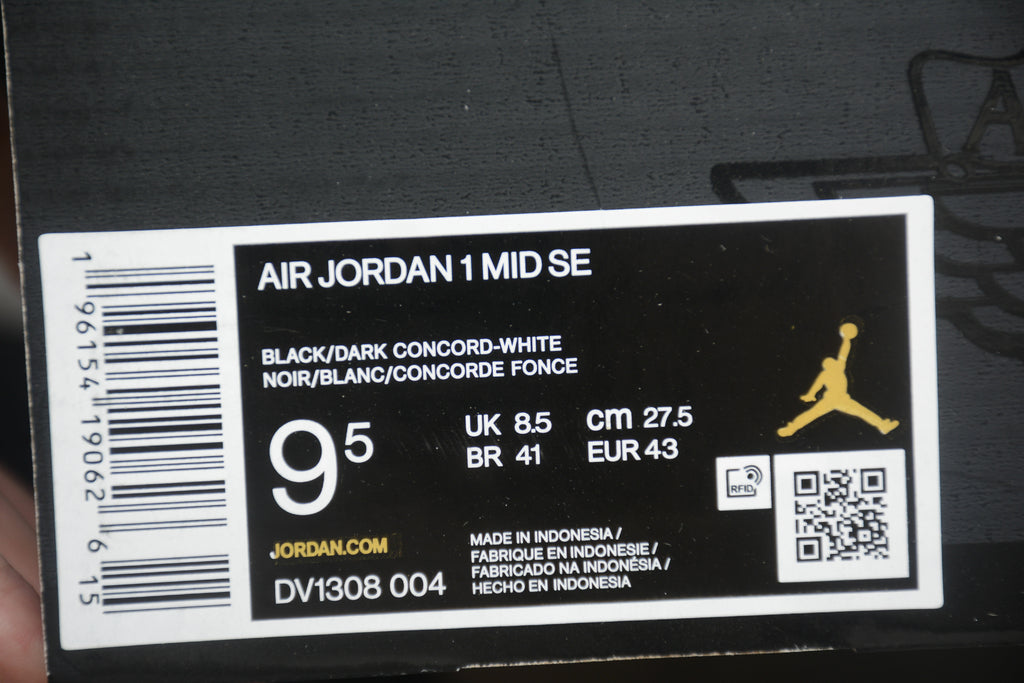 AIR JORDAN 1 MID SE
BLACK/DARK CONCORD-WHITE
NOIR/BLANC/CONCORDE FONCE
9 5
UK 8.5 cm 27.5
BR 41 EUR 43
RFID
JORDAN.COM
DV1308 004
MADE IN INDONESIA /
FABRIQUE EN INDONESIE /
FABRICADO NA INDONÉSIA /
HECHO EN INDONESIA
1 96154 19062 6 15
A